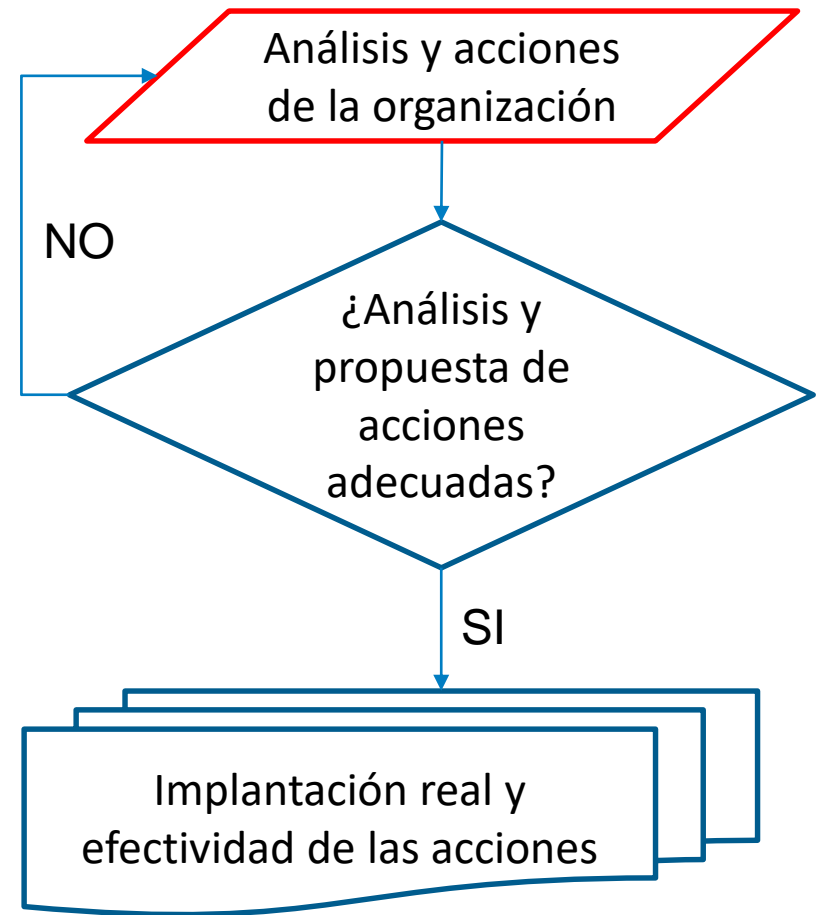 Análisis y acciones
de la organización
NO
¿Análisis y
propuesta de
acciones
adecuadas?
SI
Implantación real y
efectividad de las acciones